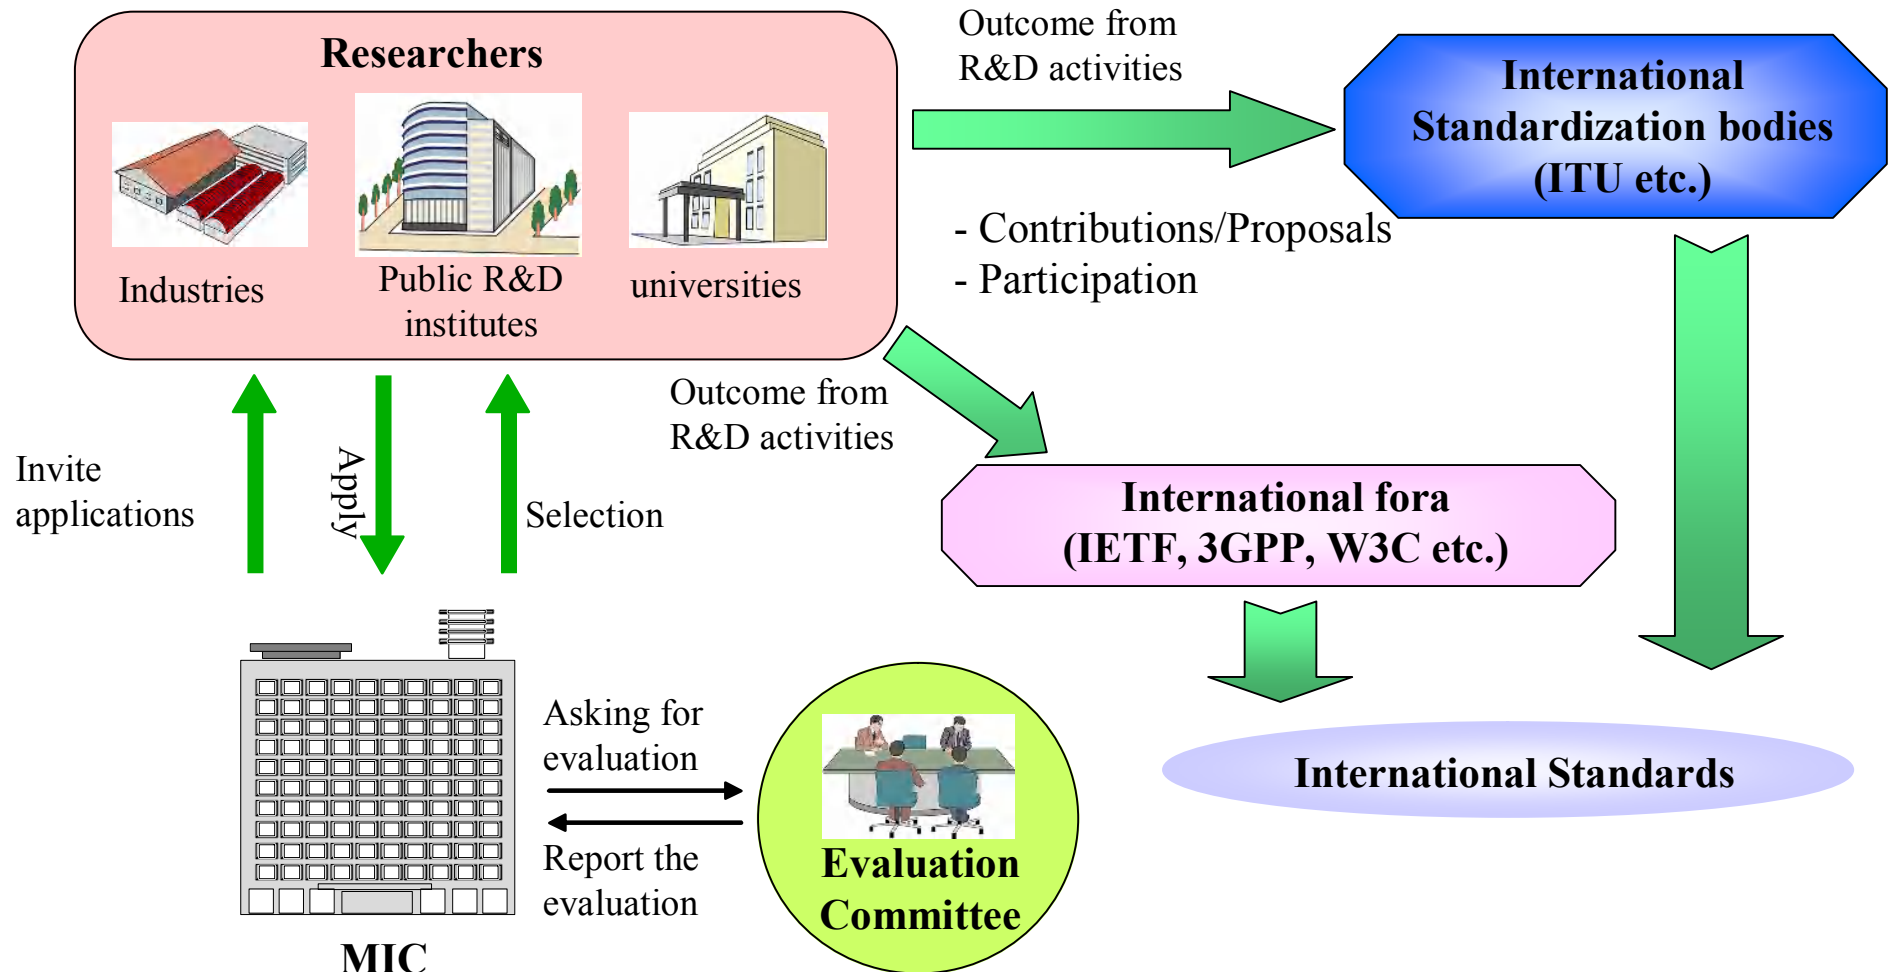 Researchers
Industries
Public R&D
institutes
universities
Outcome from
R&D activities
International
Standardization bodies
(ITU etc.)
- Contributions/Proposals
- Participation
Outcome from
R&D activities
Invite
applications
Apply
Selection
International fora
(IETF, 3GPP, W3C etc.)
International Standards
Asking for
evaluation
Report the
evaluation
Evaluation
Committee
MIC